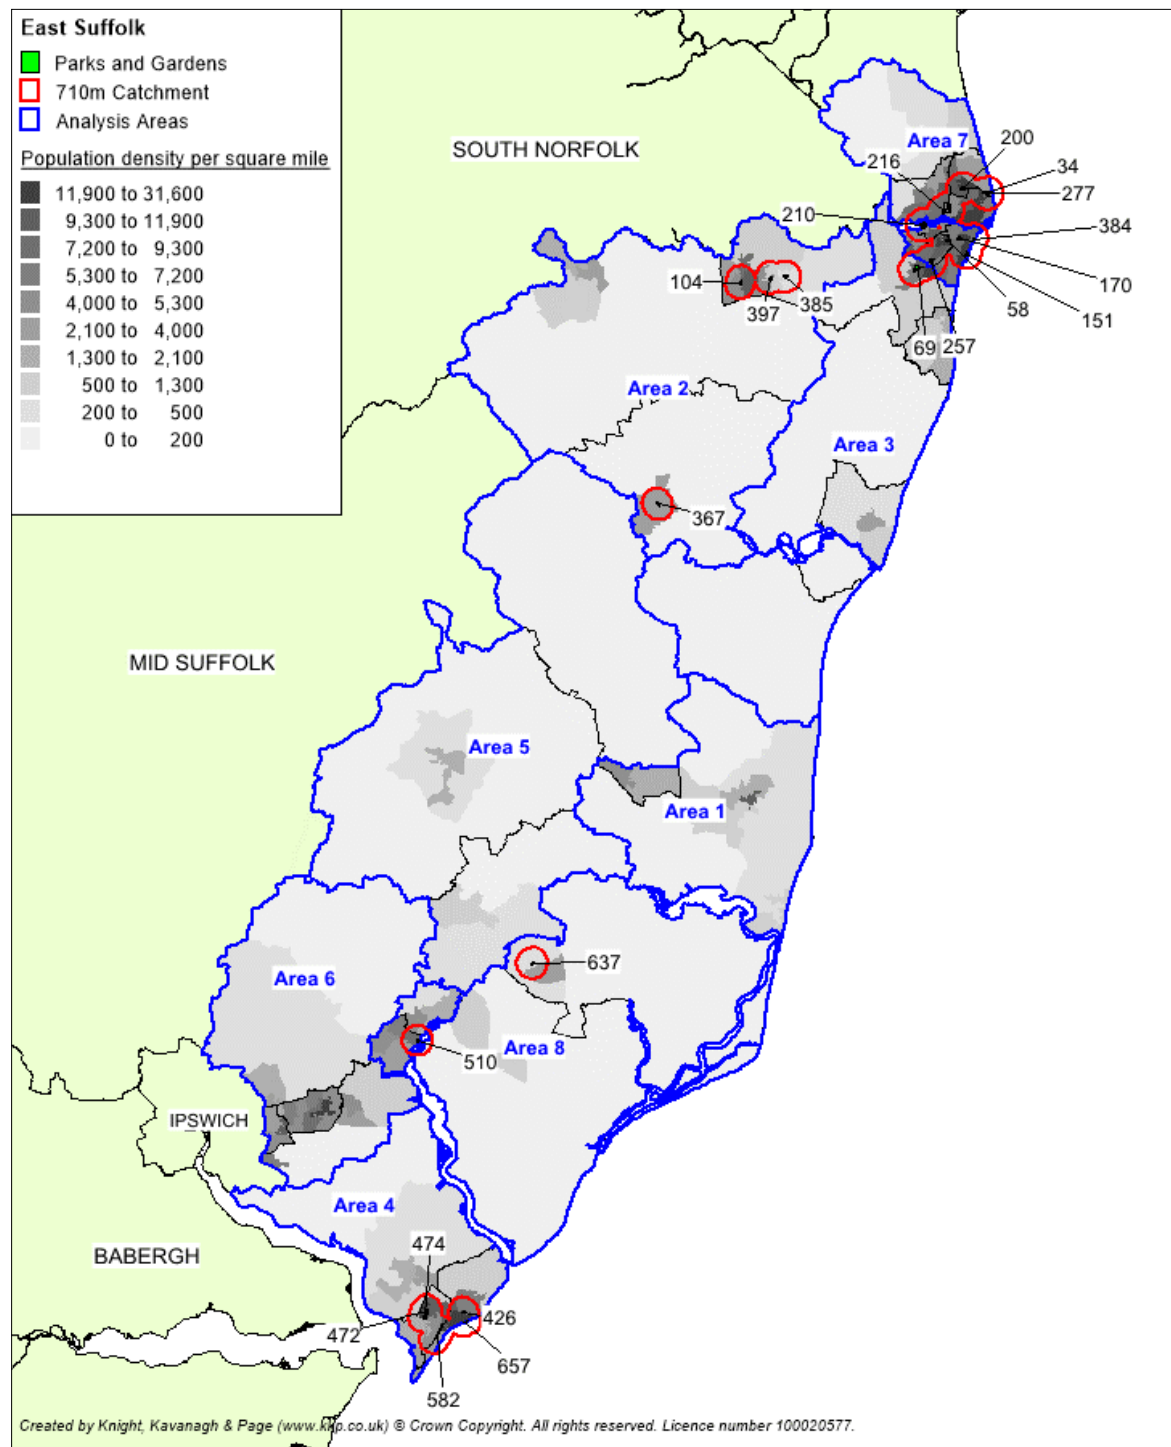 East Suffolk
Parks and Gardens
710m Catchment
Analysis Areas
Population density per square mile
11,900 to 31,600
9,300 to 11,900
7,200 to 9,300
5,300 to 7,200
4,000 to 5,300
2,100 to 4,000
1,300 to 2,100
500 to 1,300
200 to 500
0 to 200
SOUTH NORFOLK
Area 7
200
216
34
277
210
384
104
397
385
170
58
151
69
257
Area 2
Area 3
367
MID SUFFOLK
Area 5
Area 1
637
Area 6
510
Area 8
IPSWICH
Area 4
474
BABERGH
472
426
657
582
Created by Knight, Kavanagh & Page (www.kkp.co.uk) © Crown Copyright. All rights reserved. Licence number 100020577.